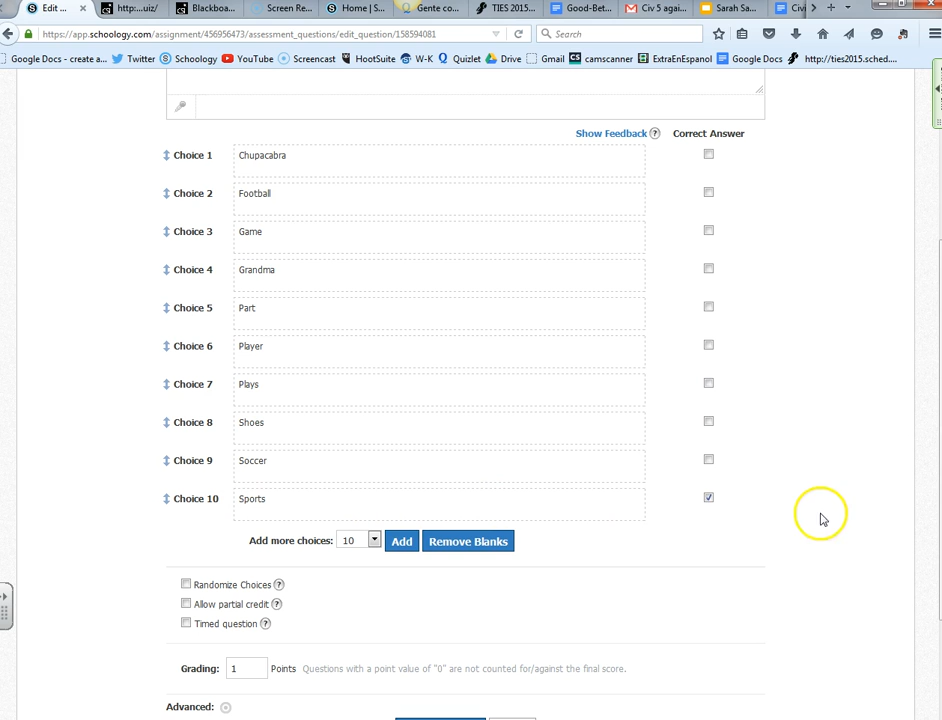 Edit ...
http:...uiz/
Blackboa...
Screen Re...
Home | S...
Gente co...
TIES 2015...
Good-Bet...
Civ 5 agai...
Sarah Sa...
Civi
https://app.schoology.com/assignment/456956473/assessment_questions/edit_question/158594081
Search
Google Docs - create a... Twitter Schoology YouTube Screencast HootSuite W-K Quizlet Drive Gmail camscanner ExtraEnEspanol Google Docs http://ties2015.sched....
Show Feedback ? Correct Answer
Choice 1 Chupacabra
Choice 2 Football
Choice 3 Game
Choice 4 Grandma
Choice 5 Part
Choice 6 Player
Choice 7 Plays
Choice 8 Shoes
Choice 9 Soccer
Choice 10 Sports
Add more choices: 10 Add Remove Blanks
Randomize Choices ?
Allow partial credit ?
Timed question ?
Grading: 1 Points Questions with a point value of "0" are not counted for/against the final score.
Advanced: